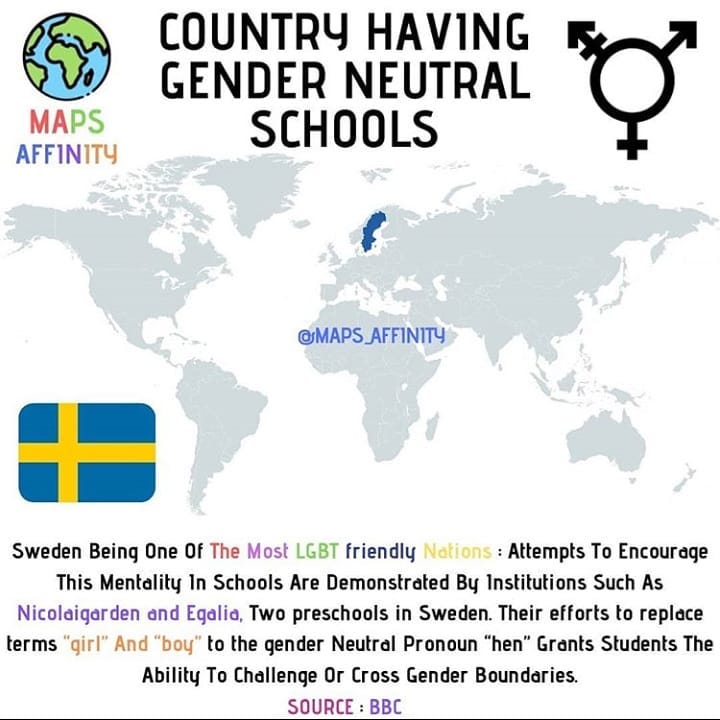 COUNTRY HAVING
GENDER NEUTRAL
SCHOOLS
MAPS
AFFINITY
@MAPS_AFFINITY
Sweden Being One Of The Most LGBT friendly Nations : Attempts To Encourage
This Mentality In Schools Are Demonstrated By Institutions Such As
Nicolaigarden and Egalia, Two preschools in Sweden. Their efforts to replace
terms "girl" And "boy" to the gender Neutral Pronoun "hen" Grants Students The
Ability To Challenge Or Cross Gender Boundaries.
SOURCE : BBC